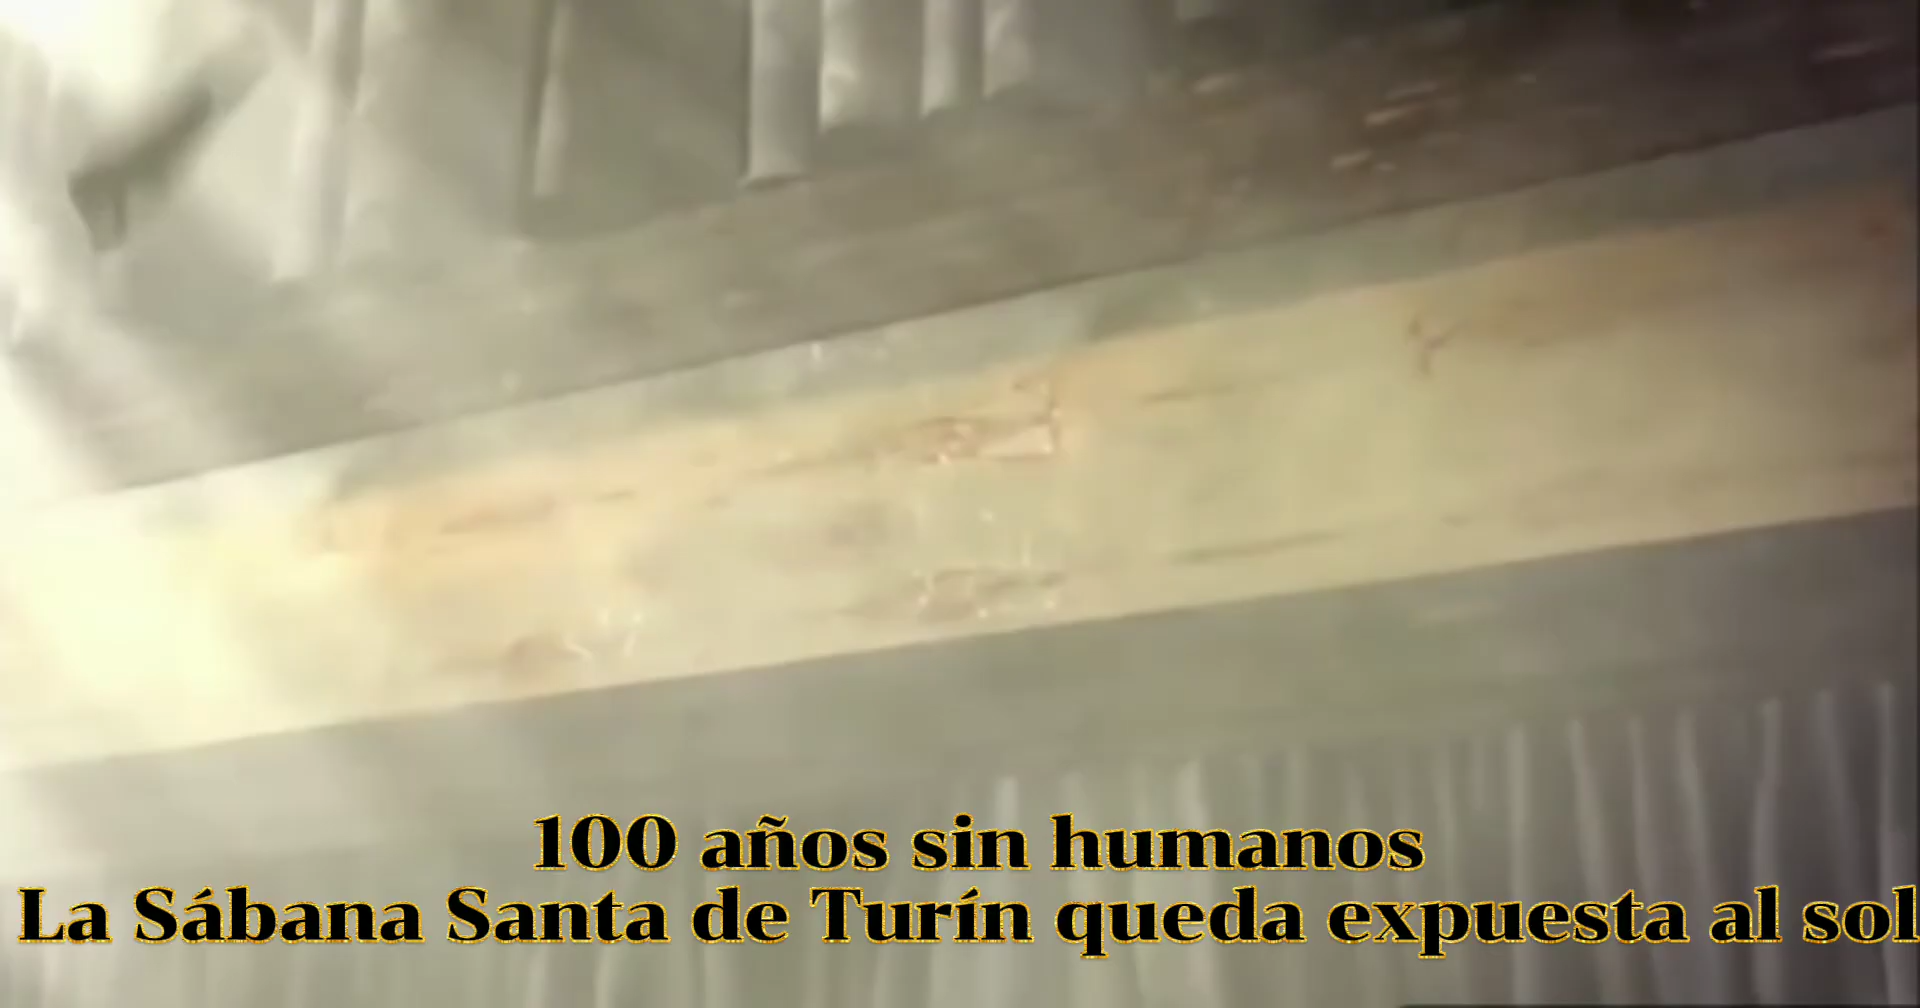 100 años sin humanos
La Sábana Santa de Turín queda expuesta al sol